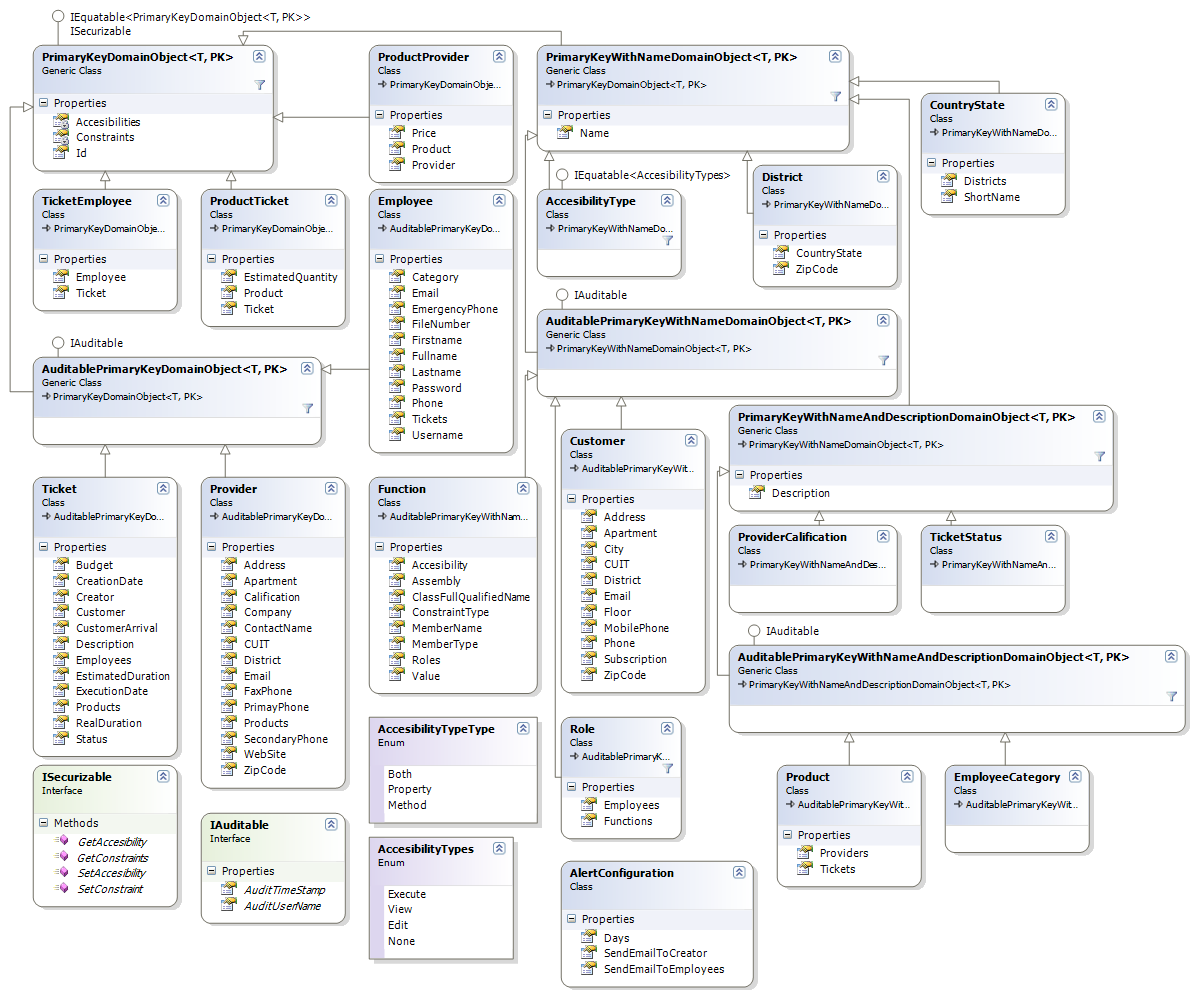 IEquatable<PrimaryKeyDomainObject<T, PK>>
ISecurizable
PrimaryKeyDomainObject<T, PK>
Generic Class
Properties
Accesibilities
Constraints
Id
ProductProvider
Class
PrimaryKeyDomainObje...
Properties
Price
Product
Provider
PrimaryKeyWithNameDomainObject<T, PK>
Generic Class
PrimaryKeyDomainObject<T, PK>
Properties
Name
CountryState
Class
PrimaryKeyWithNameDo...
Properties
Districts
ShortName
TicketEmployee
Class
PrimaryKeyDomainObje...
Properties
Employee
Ticket
ProductTicket
Class
PrimaryKeyDomainObje...
Properties
EstimatedQuantity
Product
Ticket
Employee
Class
AuditablePrimaryKeyDo...
Properties
Category
Email
EmergencyPhone
FileNumber
Firstname
Fullname
Lastname
Password
Phone
Tickets
Username
IEquatable<AccesibilityTypes>
AccesibilityType
Class
PrimaryKeyWithNameDo...
District
Class
PrimaryKeyWithNameDo...
Properties
CountryState
ZipCode
IAuditable
AuditablePrimaryKeyWithNameDomainObject<T, PK>
Generic Class
PrimaryKeyWithNameDomainObject<T, PK>
IAuditable
AuditablePrimaryKeyDomainObject<T, PK>
Generic Class
PrimaryKeyDomainObject<T, PK>
PrimaryKeyWithNameAndDescriptionDomainObject<T, PK>
Generic Class
PrimaryKeyWithNameDomainObject<T, PK>
Properties
Description
Ticket
Class
AuditablePrimaryKeyDo...
Properties
Budget
CreationDate
Creator
Customer
CustomerArrival
Description
Employees
EstimatedDuration
ExecutionDate
Products
RealDuration
Status
Provider
Class
AuditablePrimaryKeyDo...
Properties
Address
Apartment
Calification
Company
ContactName
CUIT
District
Email
FaxPhone
PrimayPhone
Products
SecondaryPhone
WebSite
ZipCode
Function
Class
AuditablePrimaryKeyWithNam...
Properties
Accesibility
Assembly
ClassFullQualifiedName
ConstraintType
MemberName
MemberType
Roles
Value
Customer
Class
AuditablePrimaryKeyWit...
Properties
Address
Apartment
City
CUIT
District
Email
Floor
MobilePhone
Phone
Subscription
ZipCode
ProviderCalification
Class
PrimaryKeyWithNameAndDes...
TicketStatus
Class
PrimaryKeyWithNameAn...
IAuditable
AuditablePrimaryKeyWithNameAndDescriptionDomainObject<T, PK>
Generic Class
PrimaryKeyWithNameAndDescriptionDomainObject<T, PK>
AccesibilityTypeType
Enum
Both
Property
Method
Role
Class
AuditablePrimaryK...
Properties
Employees
Functions
Product
Class
AuditablePrimaryKeyWit...
Properties
Providers
Tickets
EmployeeCategory
Class
AuditablePrimaryKeyWit...
ISecurizable
Interface
Methods
GetAccesibility
GetConstraints
SetAccesibility
SetConstraint
IAuditable
Interface
Properties
AuditTimeStamp
AuditUserName
AccesibilityTypes
Enum
Execute
View
Edit
None
AlertConfiguration
Class
Properties
Days
SendEmailToCreator
SendEmailToEmployees